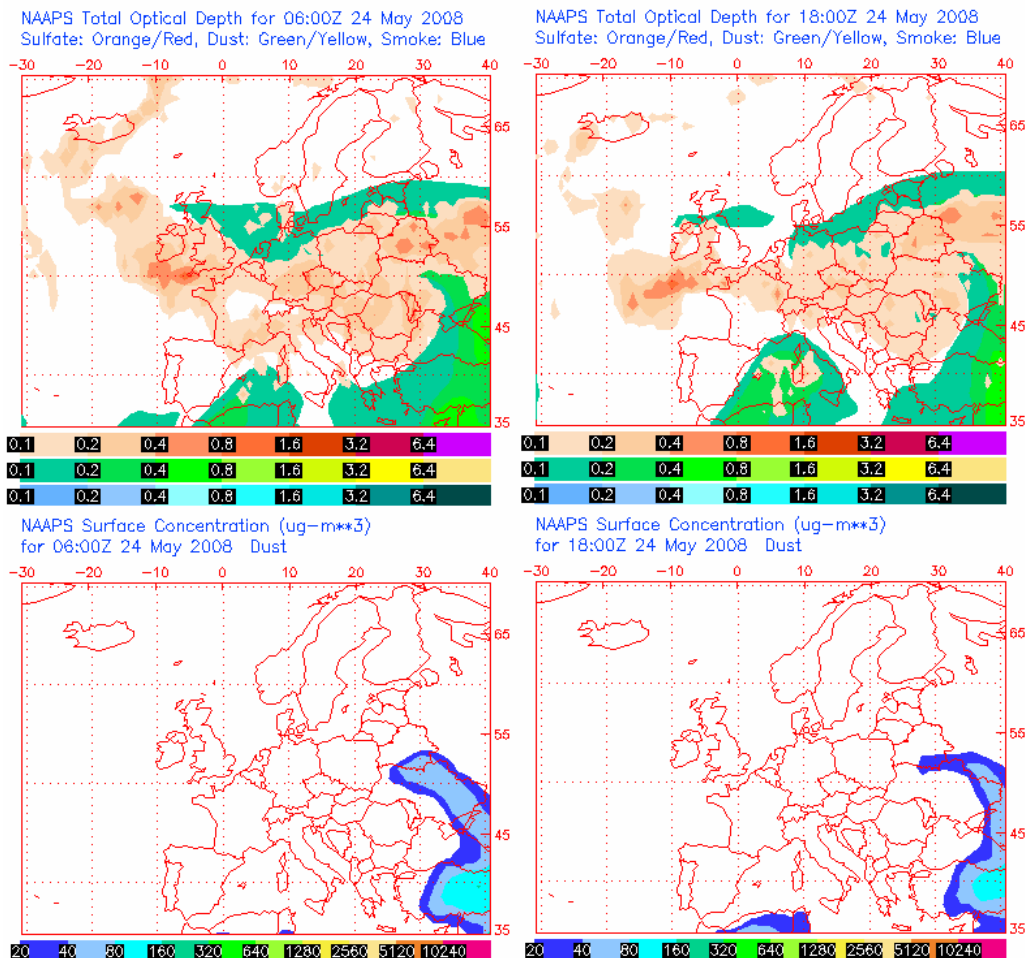 NAAPS Total Optical Depth for 06:00Z 24 May 2008
Sulfate: Orange/Red, Dust: Green/Yellow, Smoke: Blue
-30 -20 -10 0 10 20 30 40
65
55
45
35
0.1 0.2 0.4 0.8 1.6 3.2 6.4
0.1 0.2 0.4 0.8 1.6 3.2 6.4
0.1 0.2 0.4 0.8 1.6 3.2 6.4
NAAPS Total Optical Depth for 18:00Z 24 May 2008
Sulfate: Orange/Red, Dust: Green/Yellow, Smoke: Blue
-30 -20 -10 0 10 20 30 40
65
55
45
35
0.1 0.2 0.4 0.8 1.6 3.2 6.4
0.1 0.2 0.4 0.8 1.6 3.2 6.4
0.1 0.2 0.4 0.8 1.6 3.2 6.4
NAAPS Surface Concentration (ug-m**3)
for 06:00Z 24 May 2008 Dust
-30 -20 -10 0 10 20 30 40
65
55
45
35
20 40 80 160 320 640 1280 2560 5120 10240
NAAPS Surface Concentration (ug-m**3)
for 18:00Z 24 May 2008 Dust
-30 -20 -10 0 10 20 30 40
65
55
45
35
20 40 80 160 320 640 1280 2560 5120 10240